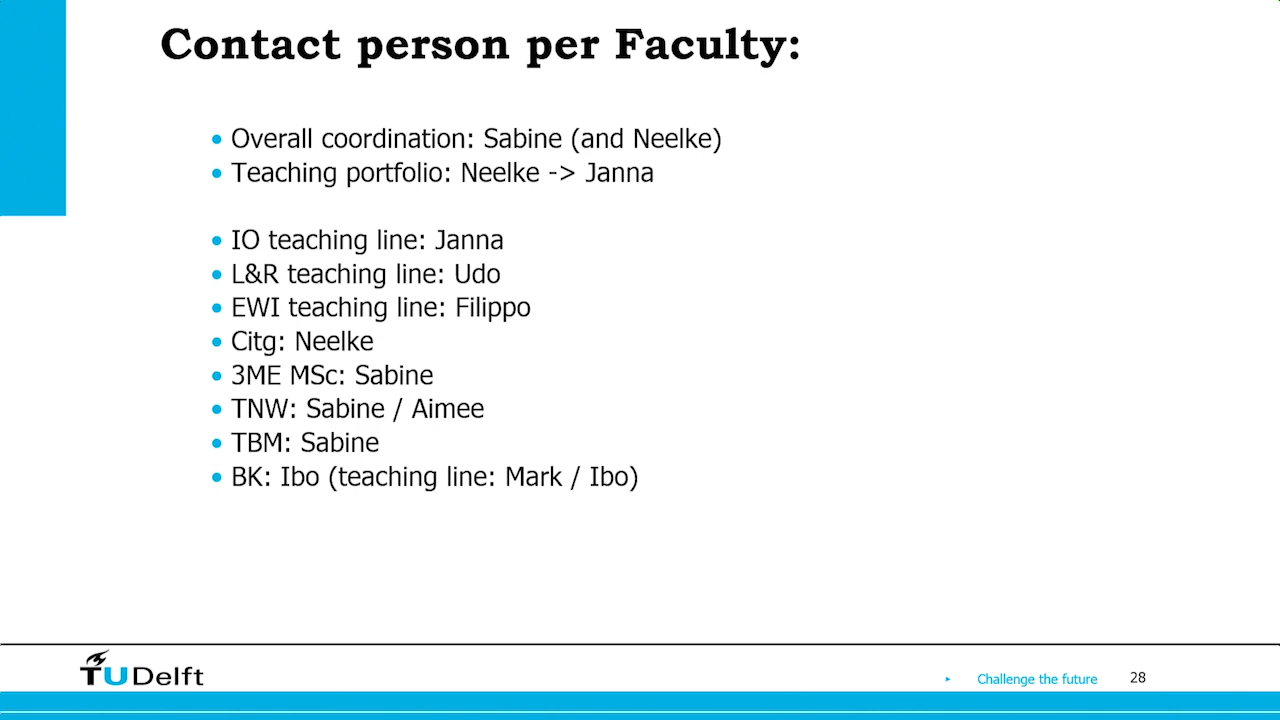 Contact person per Faculty:
• Overall coordination: Sabine (and Neelke)
• Teaching portfolio: Neelke -> Janna
• IO teaching line: Janna
• L&R teaching line: Udo
• EWI teaching line: Filippo
• Citg: Neelke
• 3ME MSc: Sabine
• TNW: Sabine / Aimee
• TBM: Sabine
• BK: Ibo (teaching line: Mark / Ibo)
TU Delft
Challenge the future
28